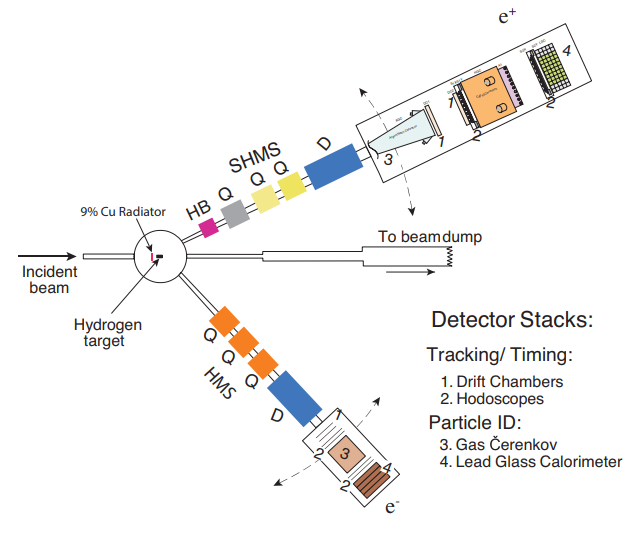 e+
4
2
1
2
1
3
D
SHMS
Q
Q
Q
HB
9% Cu Radiator
To beamdump
Incident
beam
Hydrogen
target
Q
Q
Q
HMS
D
1
2
3
4
2
e-
Detector Stacks:
Tracking/ Timing:
1. Drift Chambers
2. Hodoscopes
Particle ID:
3. Gas Čerenkov
4. Lead Glass Calorimeter